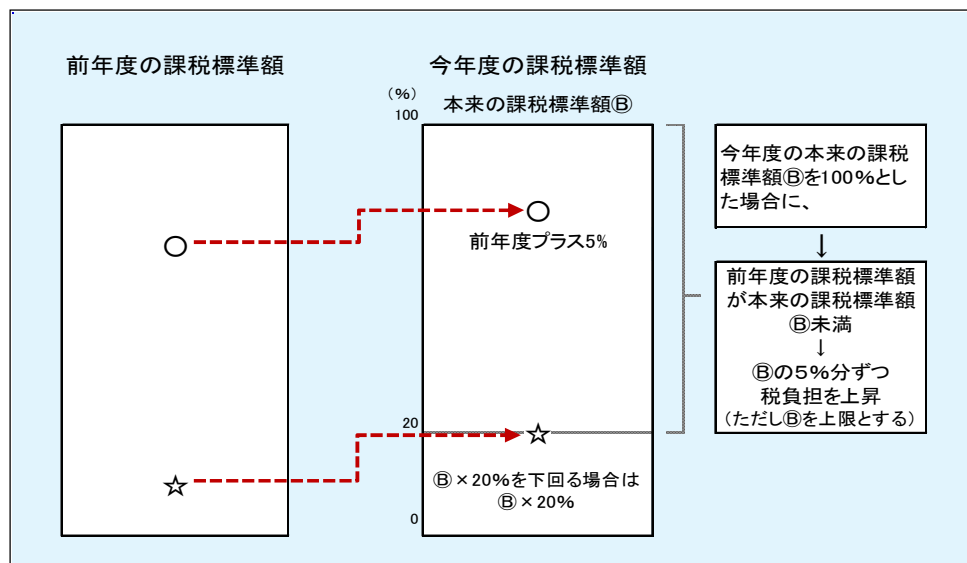 前年度の課税標準額
今年度の課税標準額
(%)
本来の課税標準額Ⓑ
100
前年度プラス5%
20
Ⓑ×20%を下回る場合は
Ⓑ×20%
0
今年度の本来の課税
標準額Ⓑを100%とし
た場合に、
↓
前年度の課税標準額
が本来の課税標準額
Ⓑ未満
↓
Ⓑの5%分ずつ
税負担を上昇
(ただしⒷを上限とする)